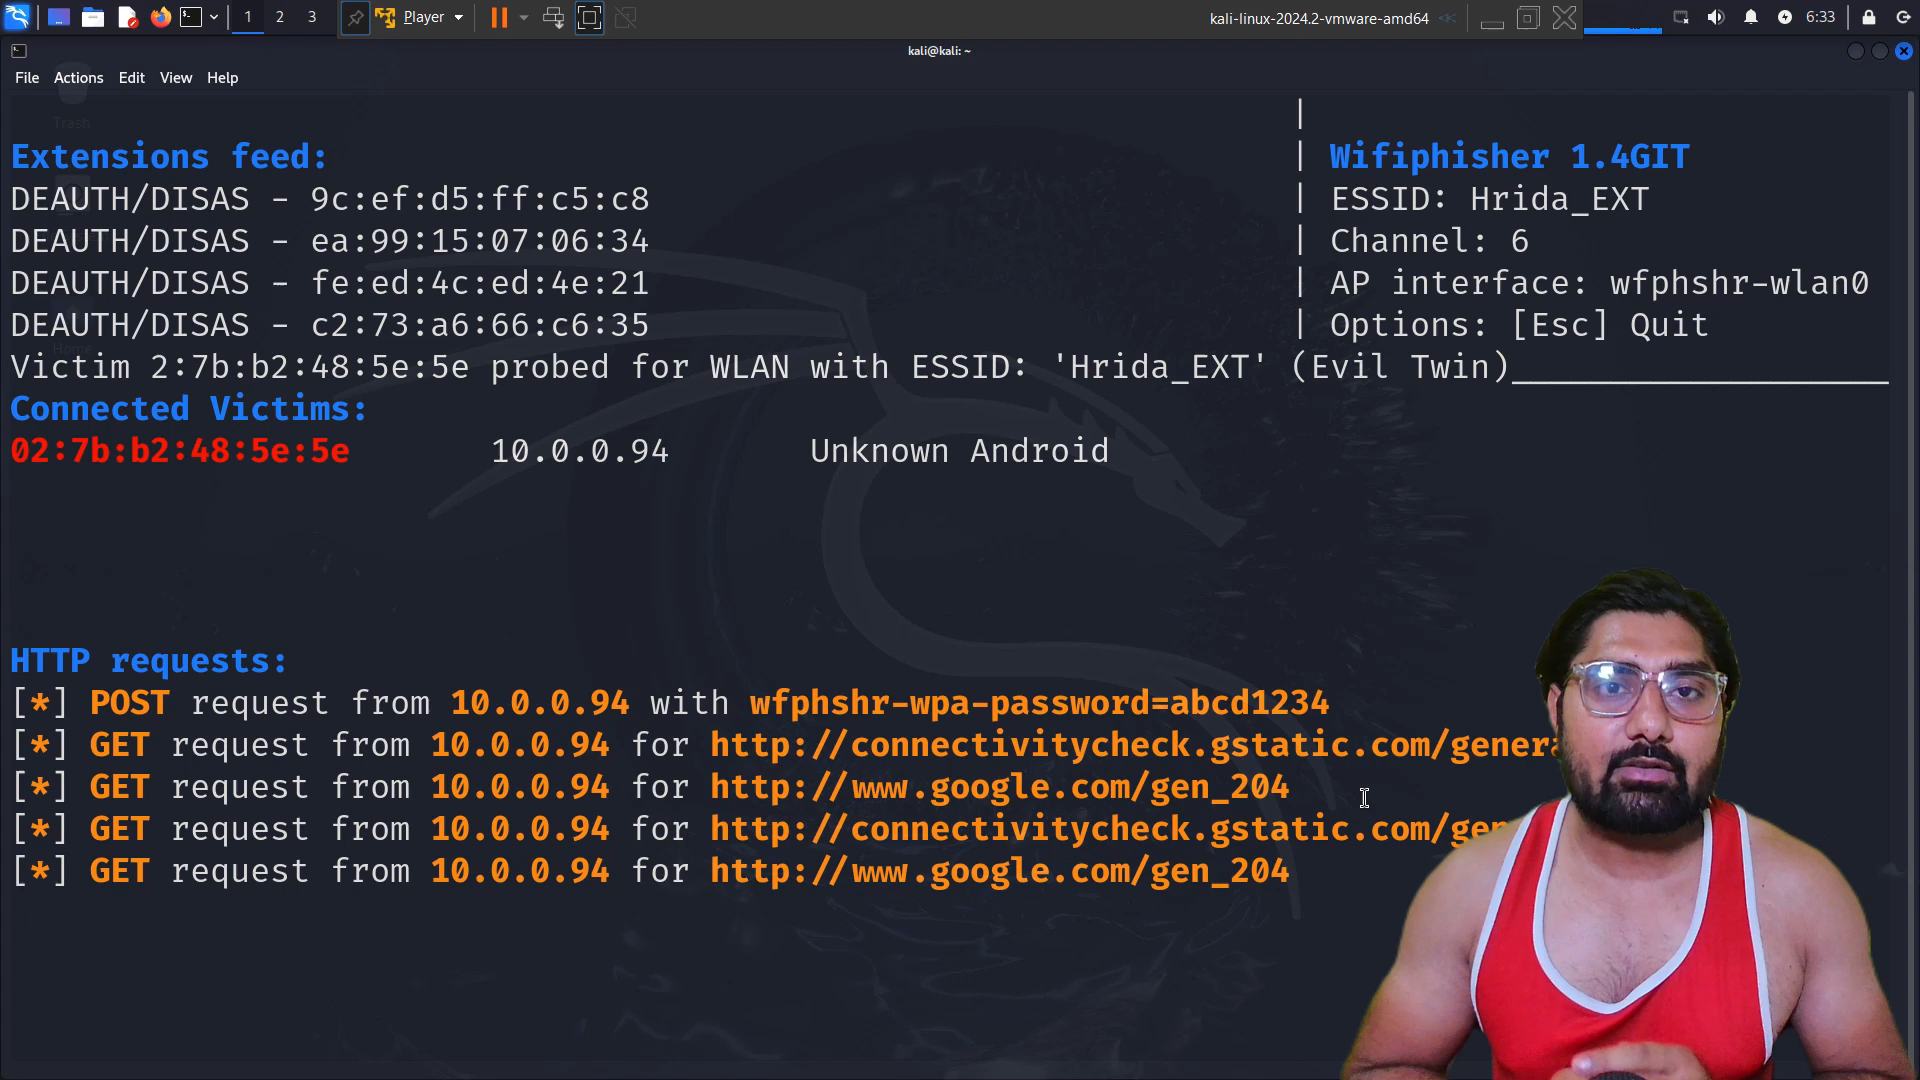 1 2 3 Player kali-linux-2024.2-vmware-amd64 6:33
kali@kali: ~
File Actions Edit View Help
Trash
Extensions feed: | Wifiphisher 1.4GIT
DEAUTH/DISAS - 9c:ef:d5:ff:c5:c8 | ESSID: Hrida_EXT
DEAUTH/DISAS - ea:99:15:07:06:34 | Channel: 6
DEAUTH/DISAS - fe:ed:4c:ed:4e:21 | AP interface: wfphshr-wlan0
DEAUTH/DISAS - c2:73:a6:66:c6:35 | Options: [Esc] Quit
Home
Victim 2:7b:b2:48:5e:5e probed for WLAN with ESSID: 'Hrida_EXT' (Evil Twin)
Connected Victims:
02:7b:b2:48:5e:5e 10.0.0.94 Unknown Android
HTTP requests:
[*] POST request from 10.0.0.94 with wfphshr-wpa-password=abcd1234
[*] GET request from 10.0.0.94 for http://connectivitycheck.gstatic.com/genera
[*] GET request from 10.0.0.94 for http://www.google.com/gen_204
[*] GET request from 10.0.0.94 for http://connectivitycheck.gstatic.com/gen
[*] GET request from 10.0.0.94 for http://www.google.com/gen_204